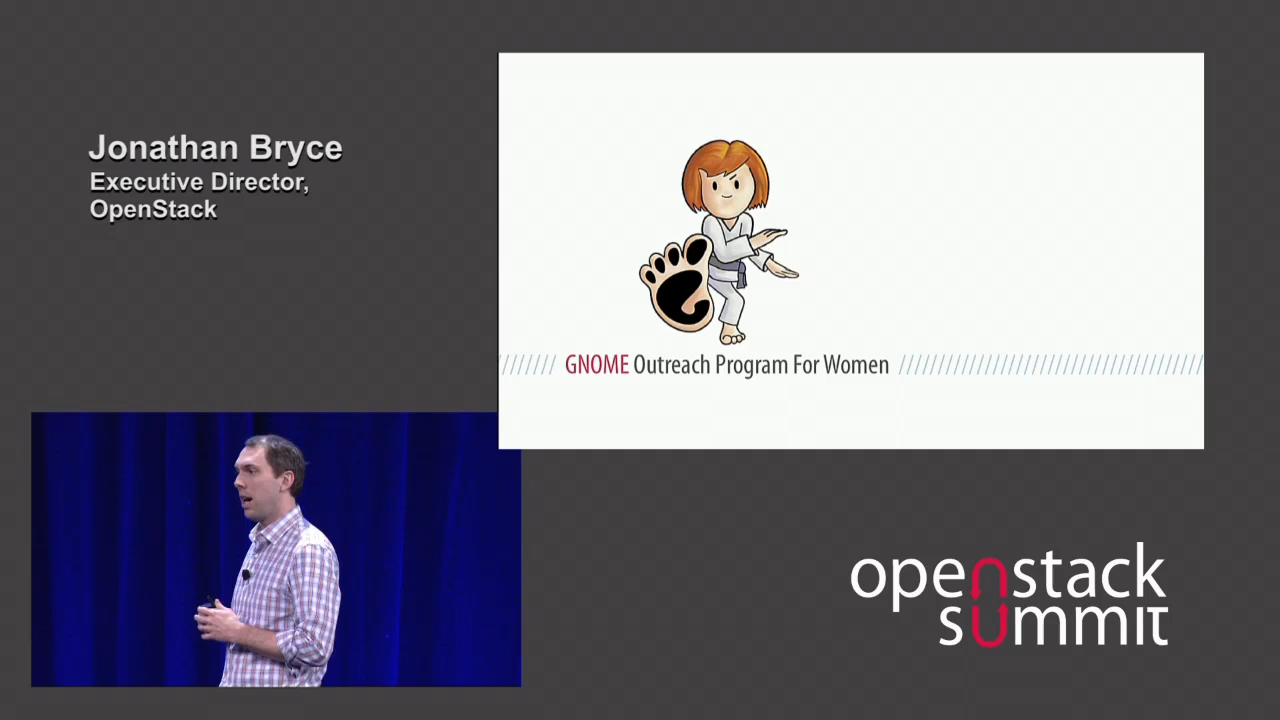 Jonathan Bryce
Executive Director,
OpenStack
GNOME Outreach Program For Women
openstack
summit